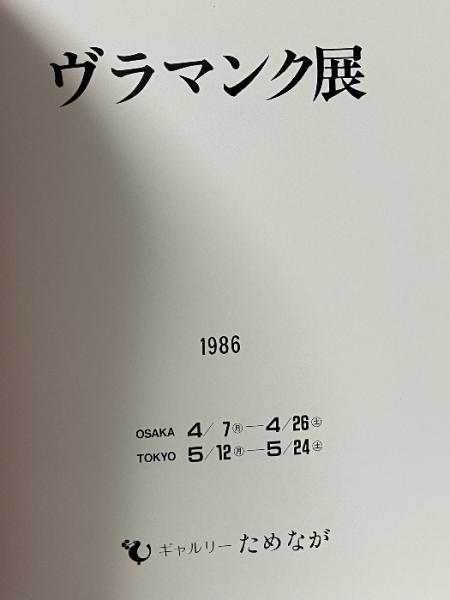 ヴラマンク展
1986
OSAKA 4/7㊊—4/26㊏
TOKYO 5/12㊊—5/24㊏
ギャルリーためなが